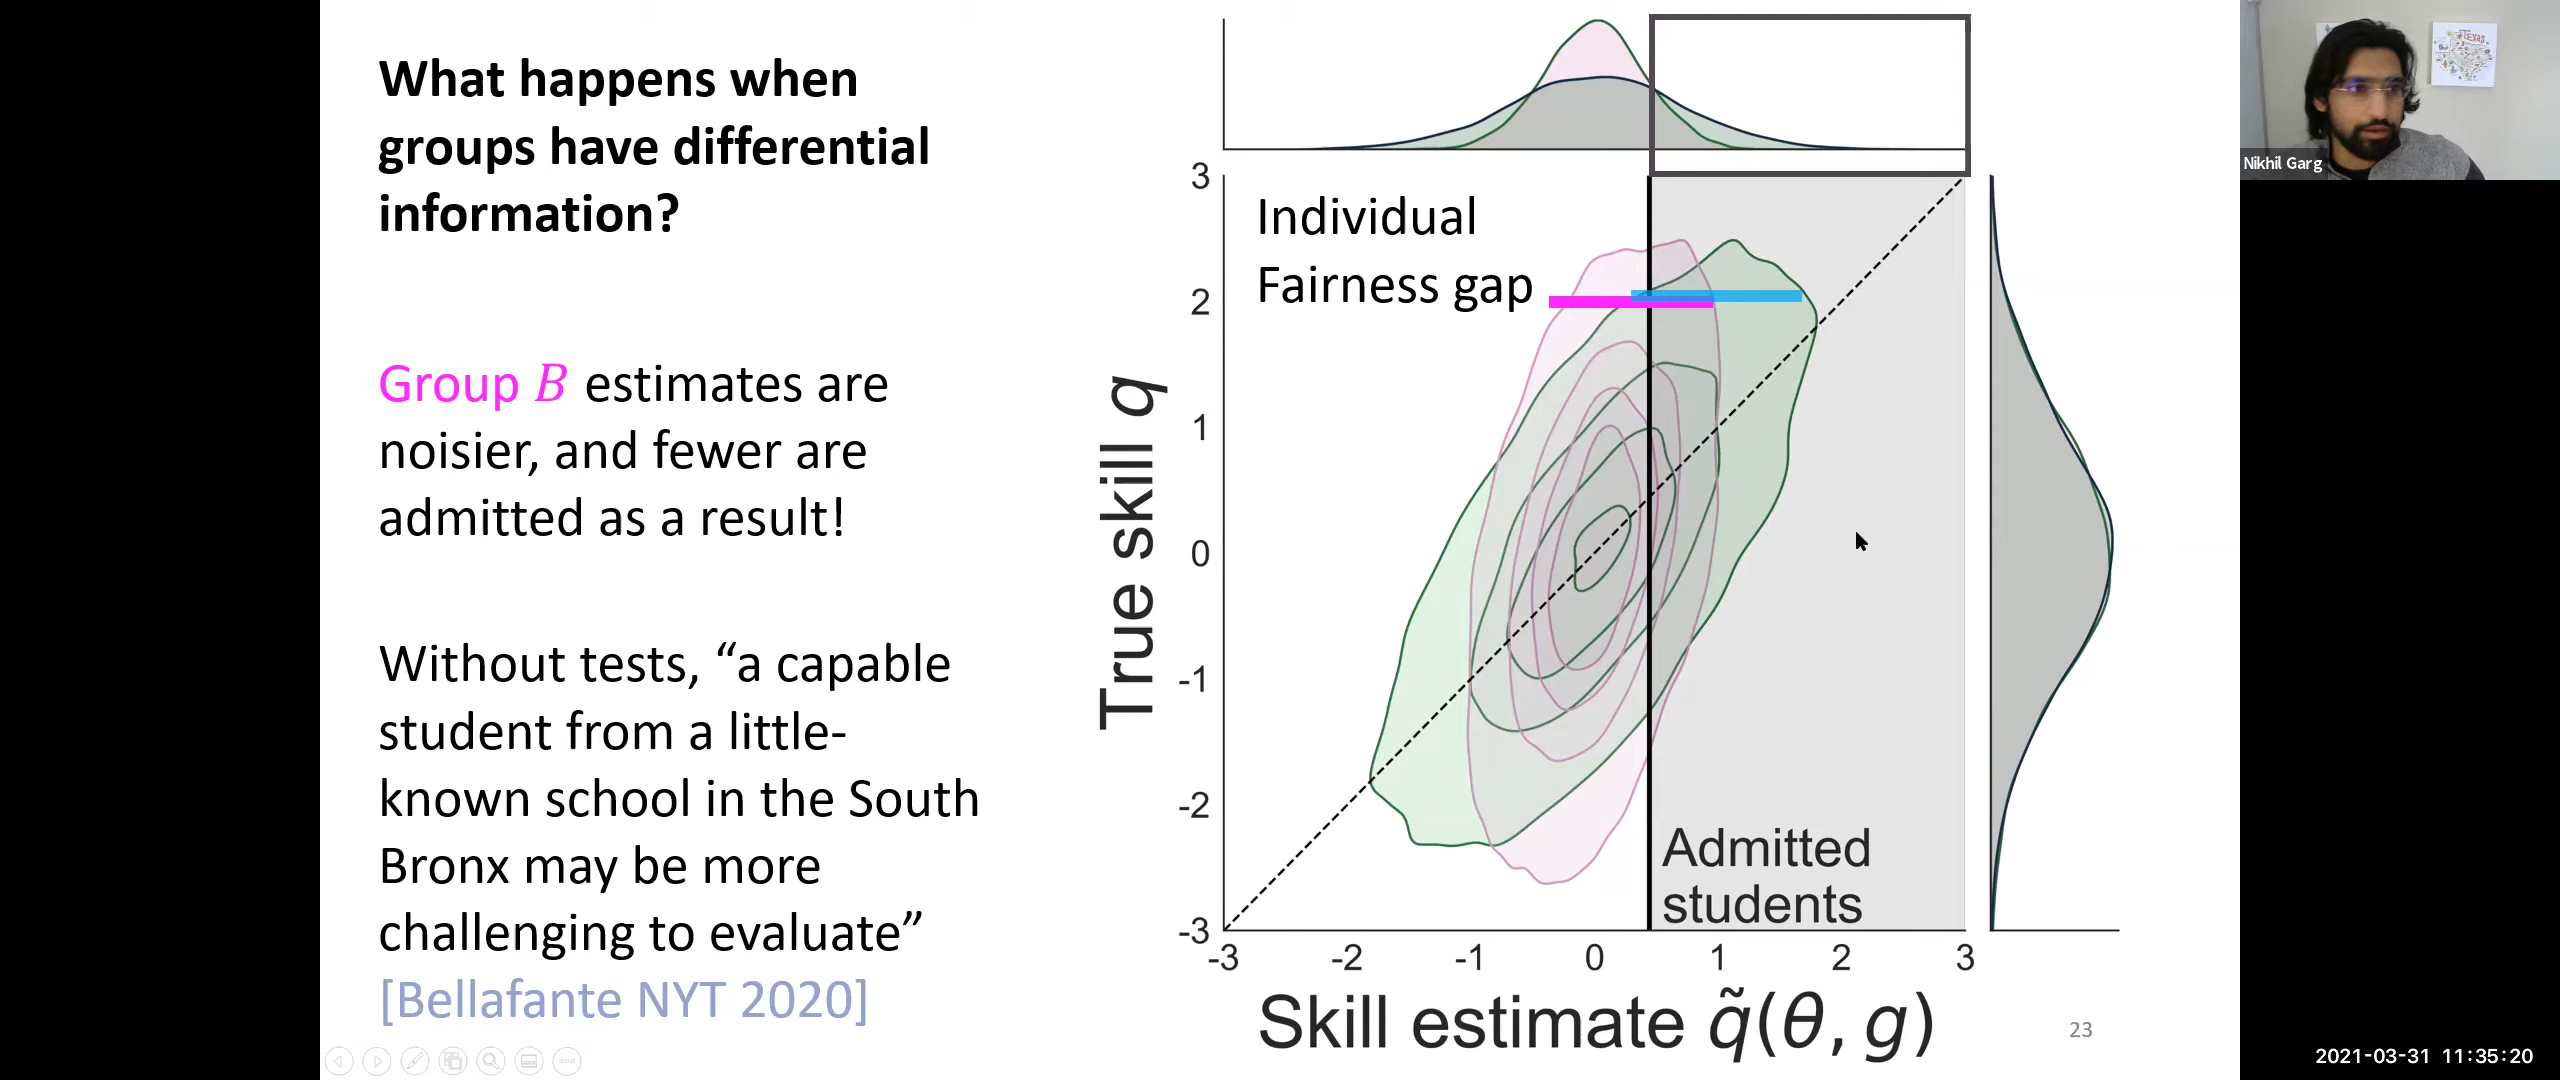 What happens when
groups have differential
information?
Group B estimates are
noisier, and fewer are
admitted as a result!
Without tests, “a capable
student from a little-
known school in the South
Bronx may be more
challenging to evaluate”
[Bellafante NYT 2020]
Individual
Fairness gap
True skill q
3
2
1
0
-1
-2
-3
Admitted
students
-3 -2 -1 0 1 2 3
Skill estimate q̃(θ, g)
23
Texas
Nikhil Garg
2021-03-31 11:35:20